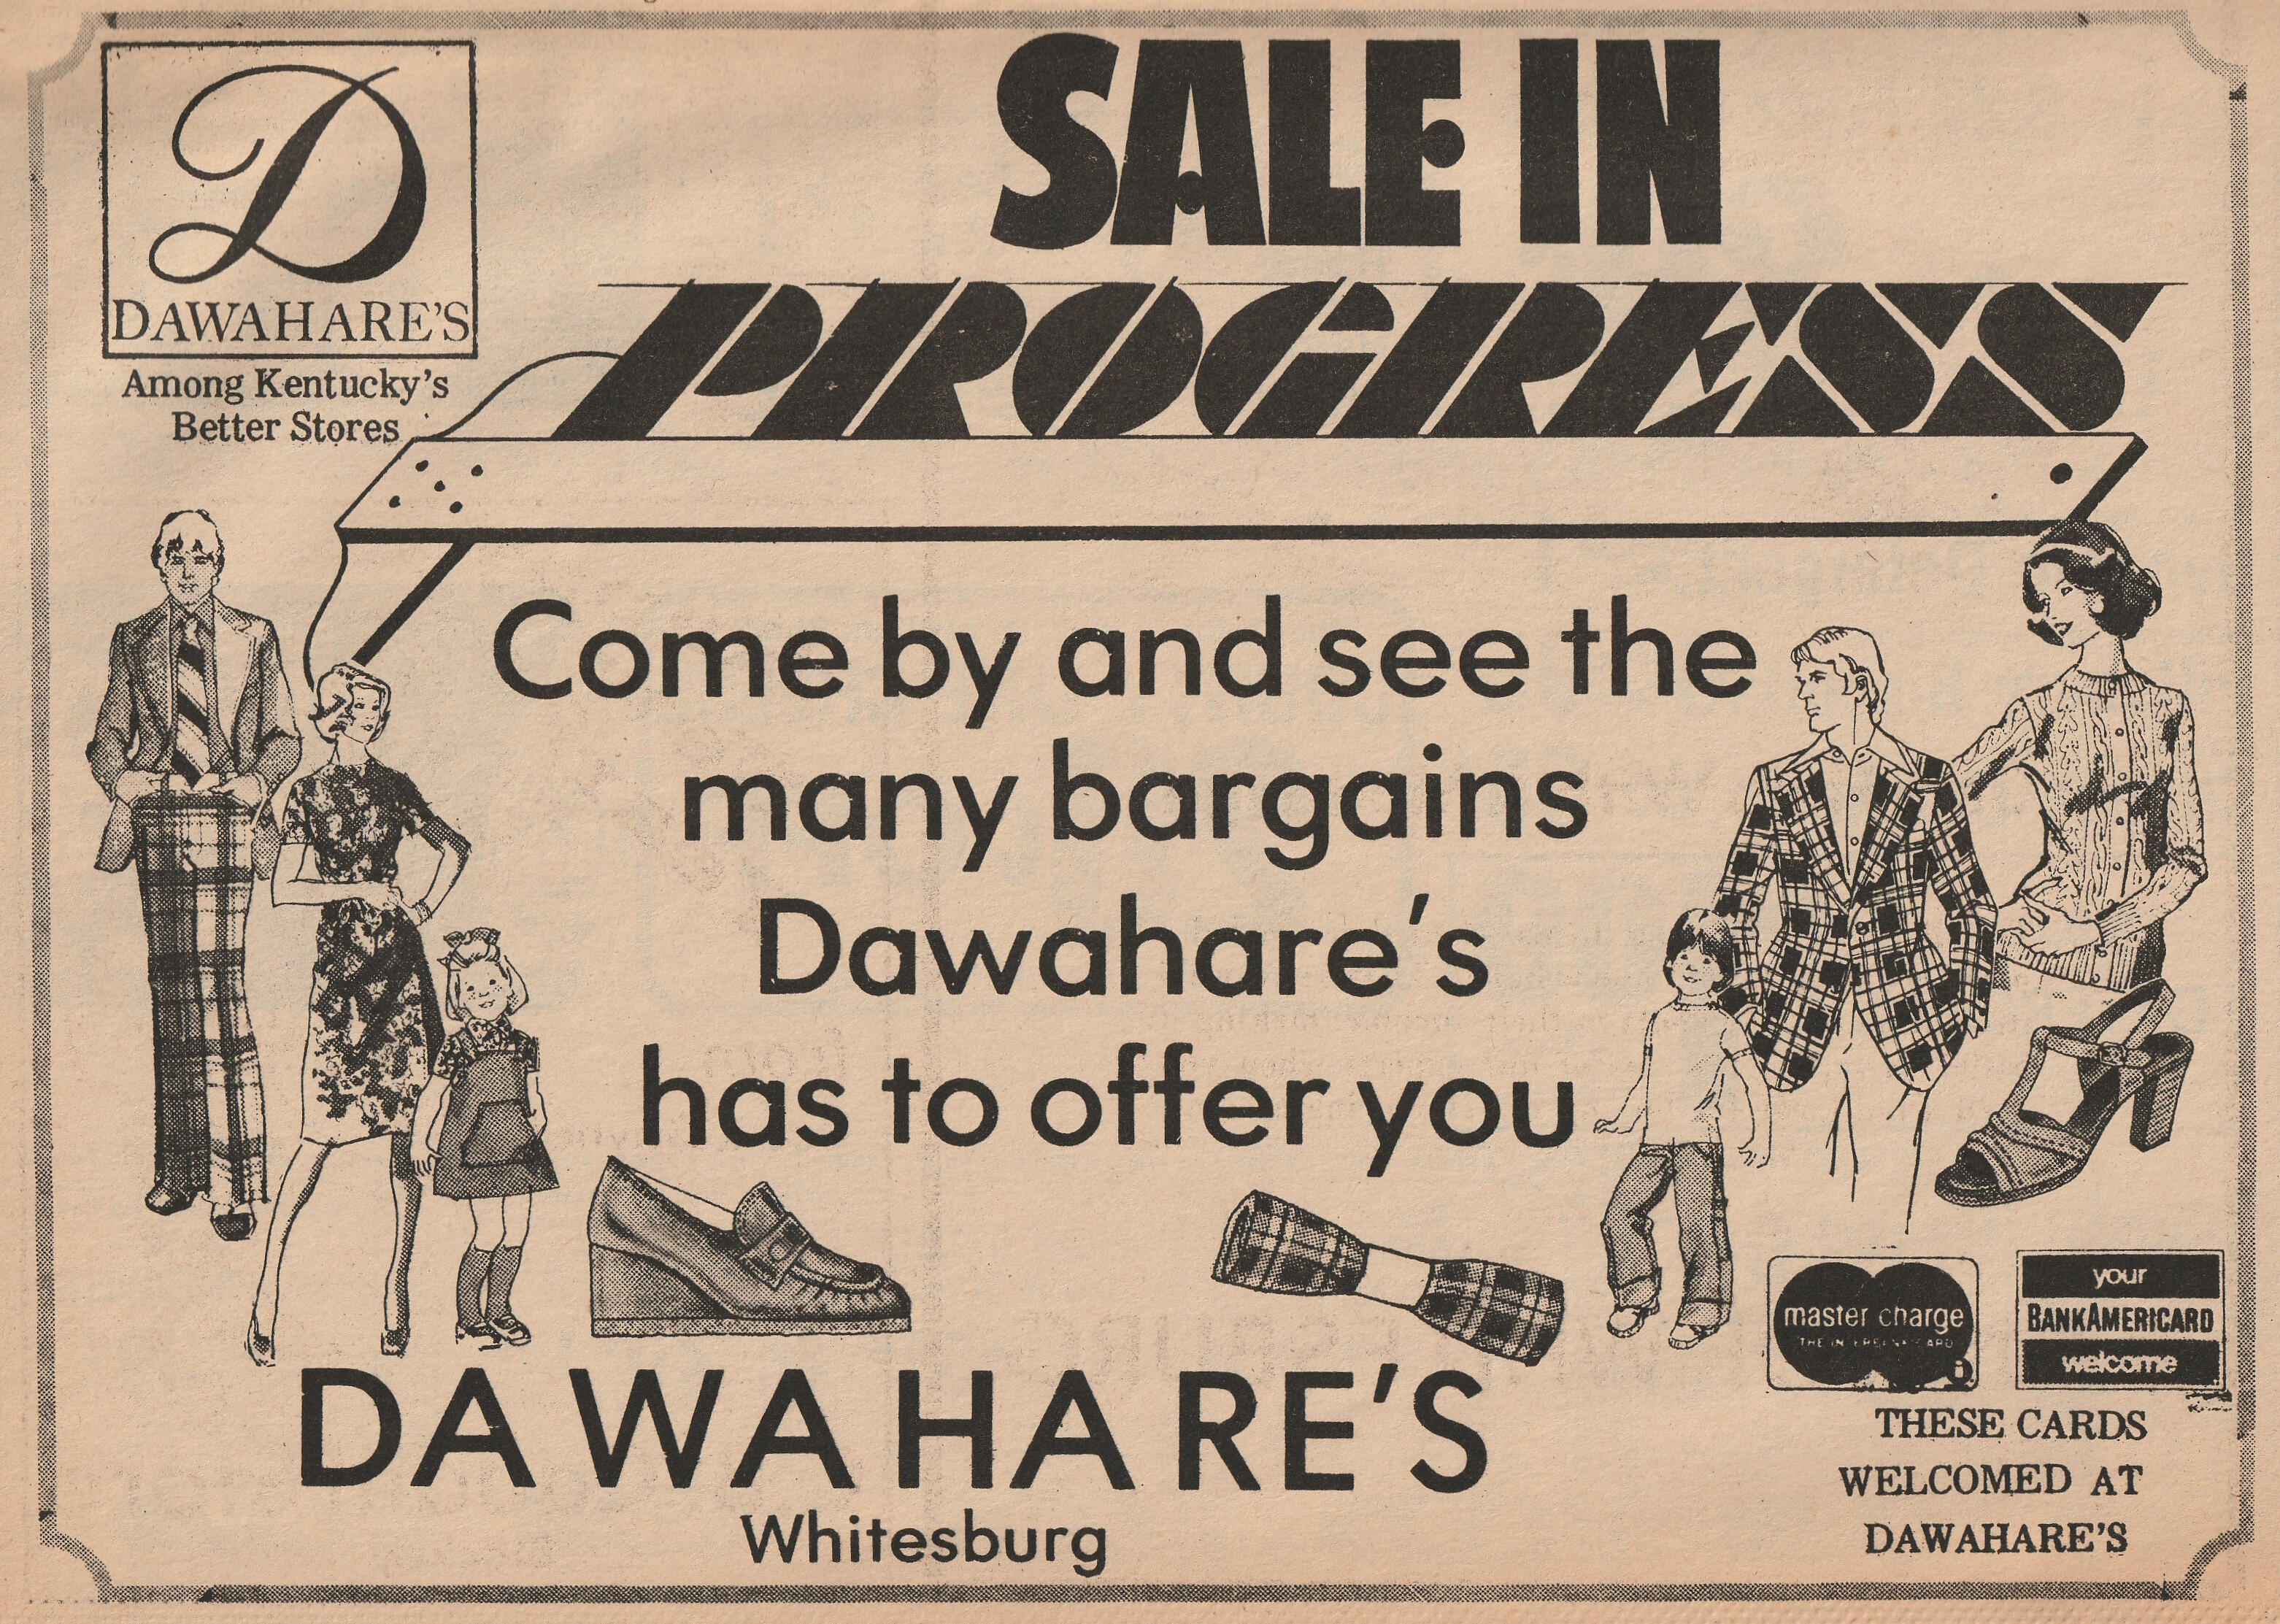 D
DAWAHARE'S
Among Kentucky's
Better Stores
SALE IN
PROGRESS
Come by and see the
many bargains
Dawahare's
has to offer you
DAWAHARE'S
Whitesburg
master charge
i
your
BANKAMERICARD
welcome
THESE CARDS
WELCOMED AT
DAWAHARE'S